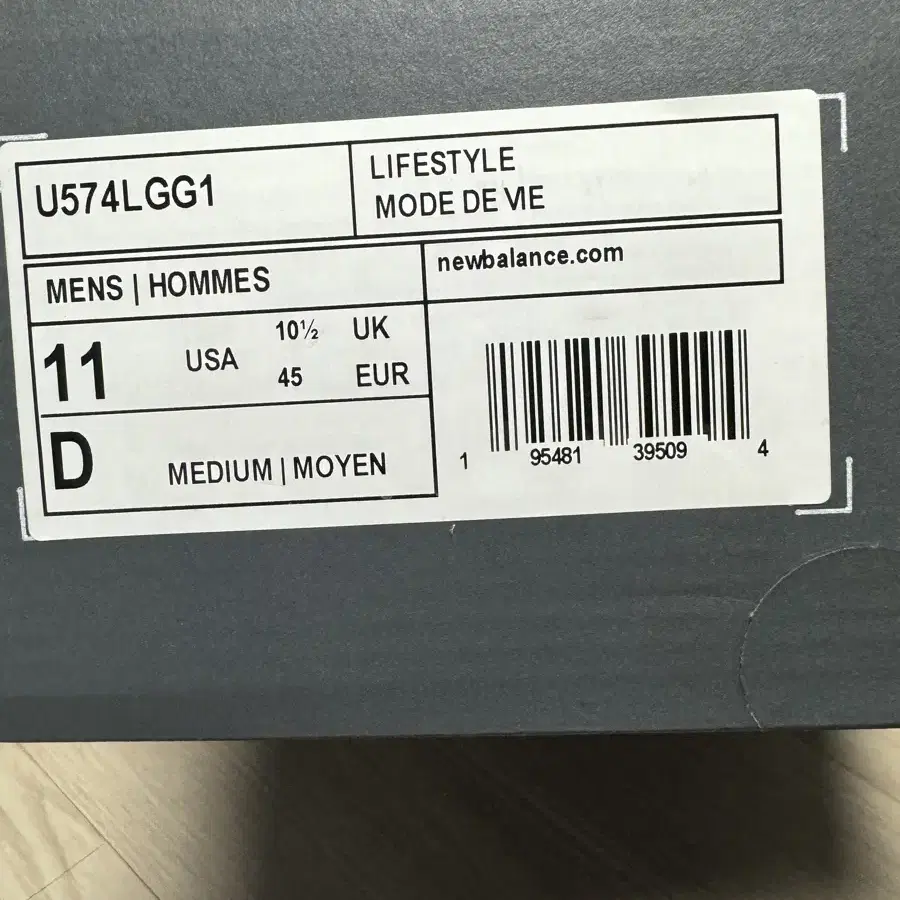 U574LGG1
LIFESTYLE
MODE DE VIE
MENS | HOMMES
newbalance.com
11 USA 10½ UK
45 EUR
D MEDIUM | MOYEN
1 95481 39509 4